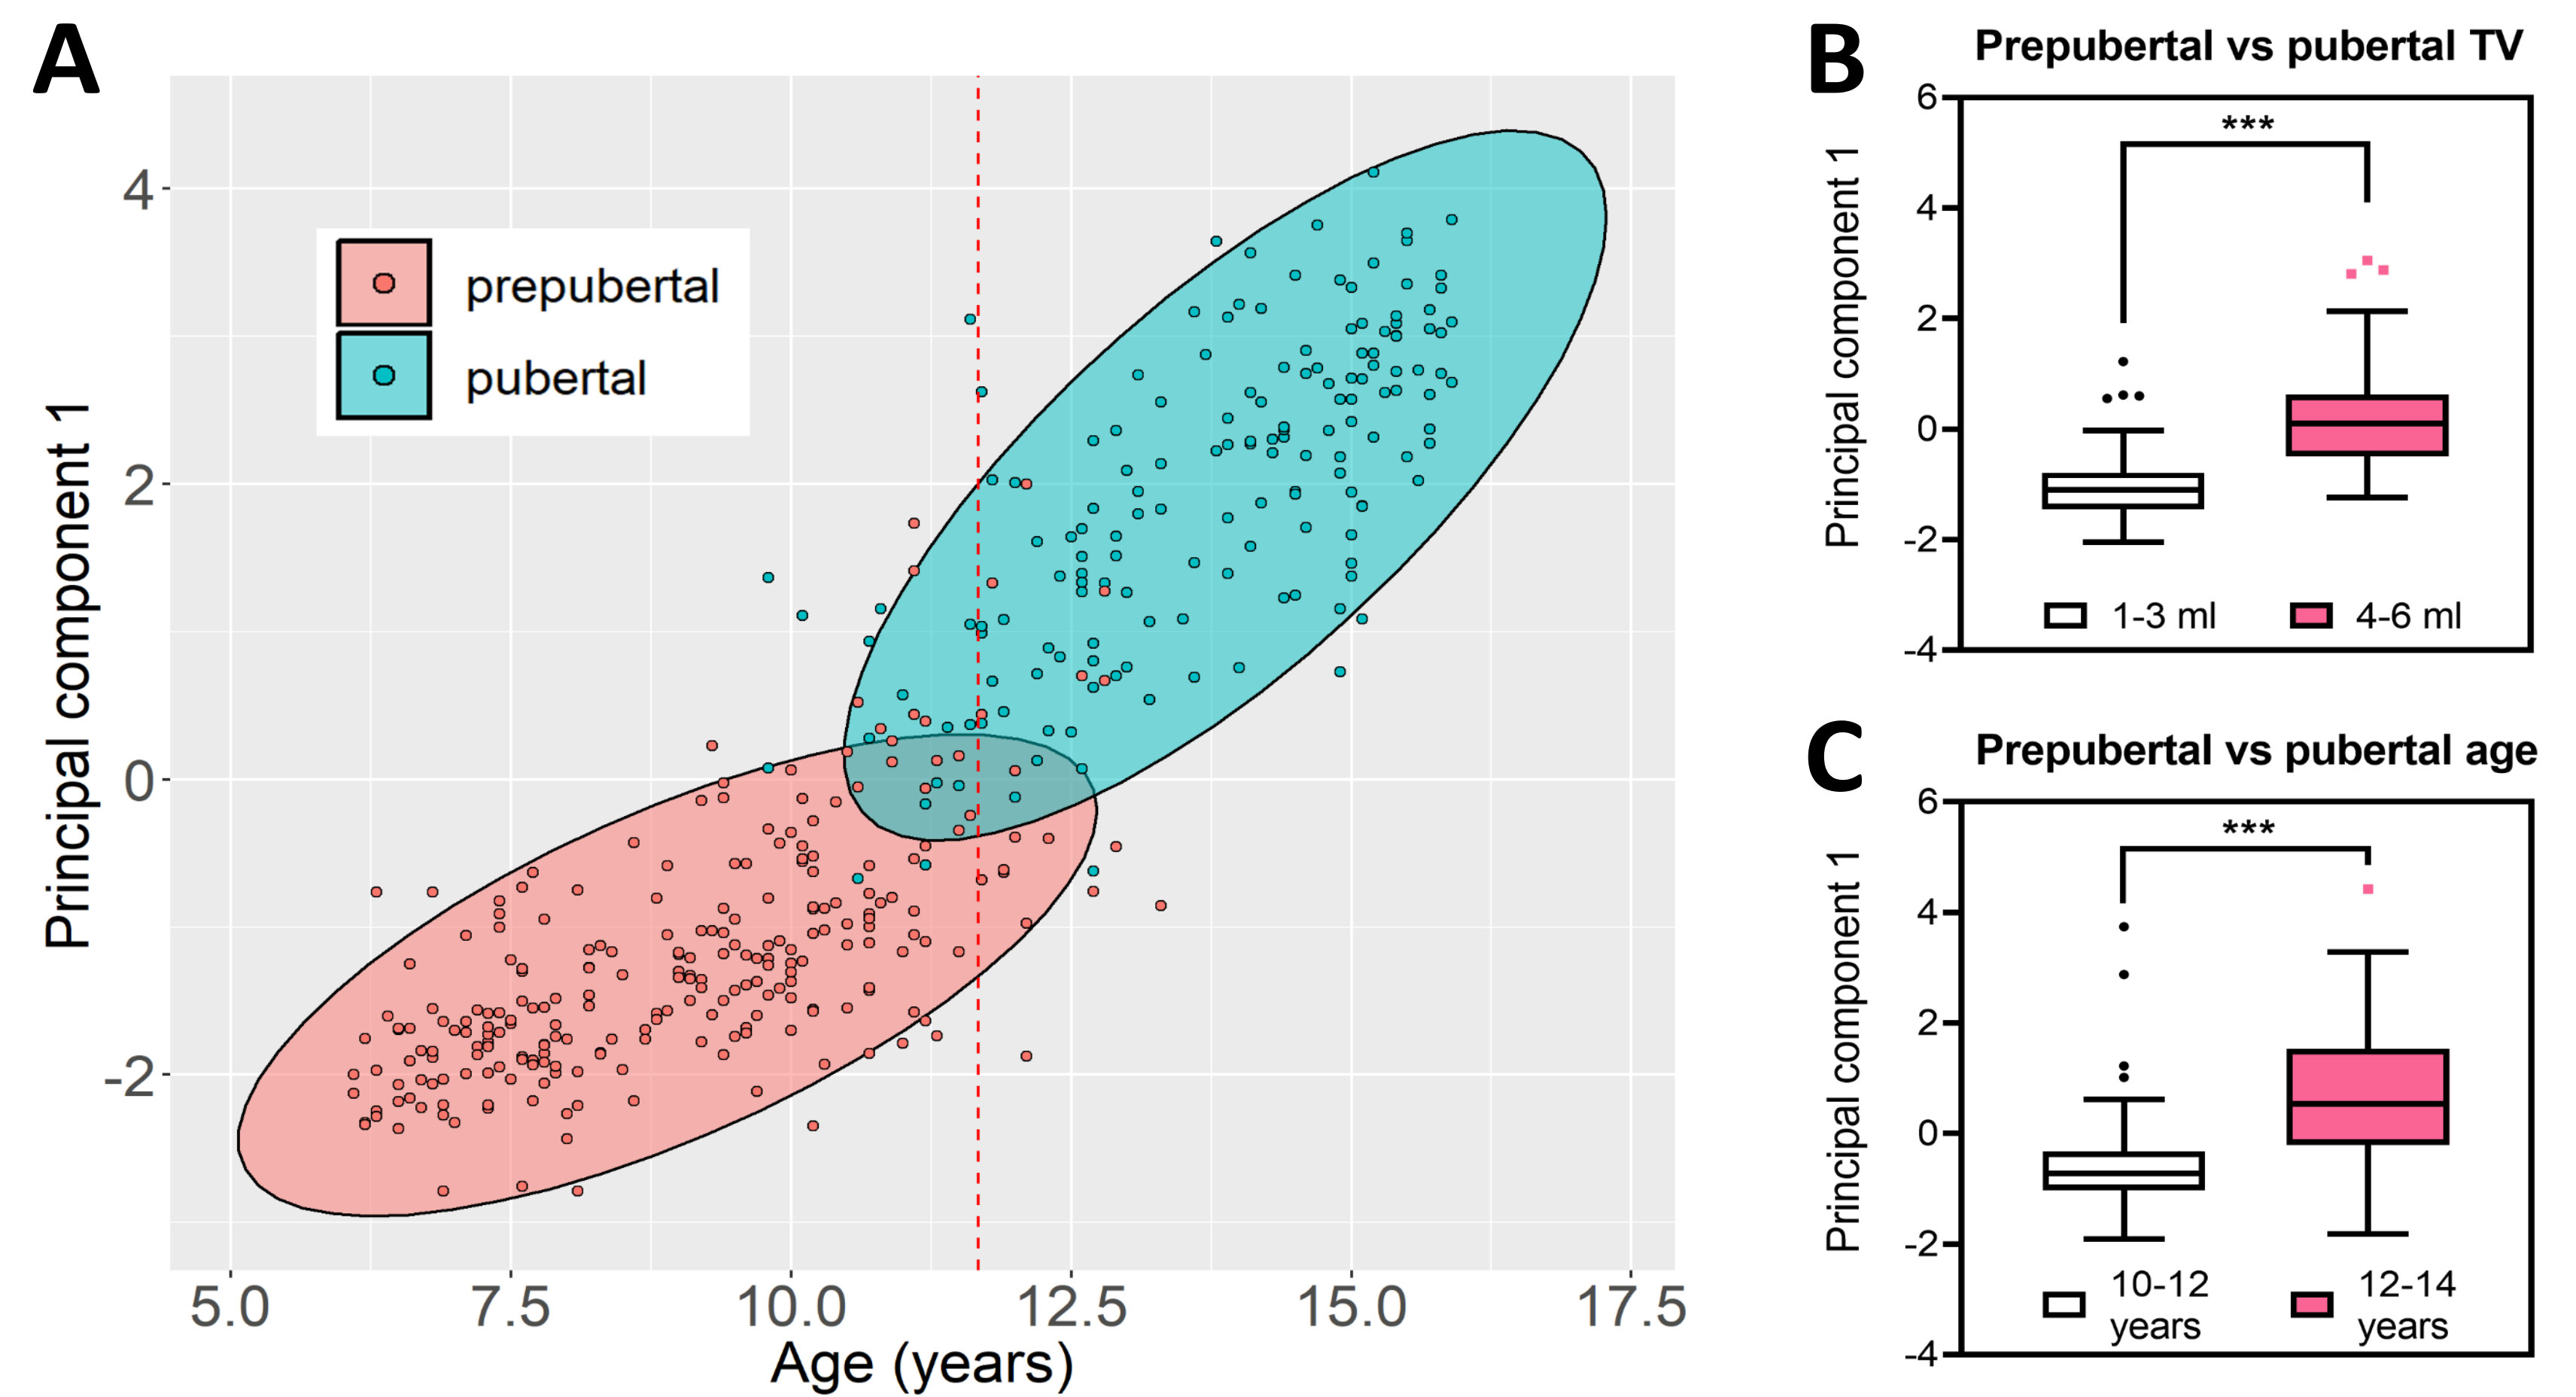 A
Principal component 1
4
2
0
-2
prepubertal
pubertal
5.0 7.5 10.0 12.5 15.0 17.5
Age (years)
B
Prepubertal vs pubertal TV
Principal component 1
6
4
2
0
-2
-4
***
1-3 ml 4-6 ml
C
Prepubertal vs pubertal age
Principal component 1
6
4
2
0
-2
-4
***
10-12 years
12-14 years